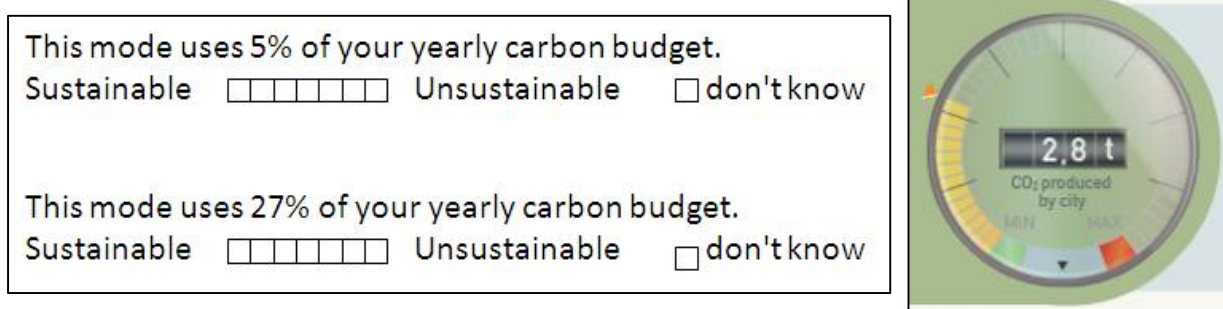 This mode uses 5% of your yearly carbon budget.
Sustainable Unsustainable don't know
This mode uses 27% of your yearly carbon budget.
Sustainable Unsustainable don't know
2.8 t
CO₂ produced
by city
MIN MAX